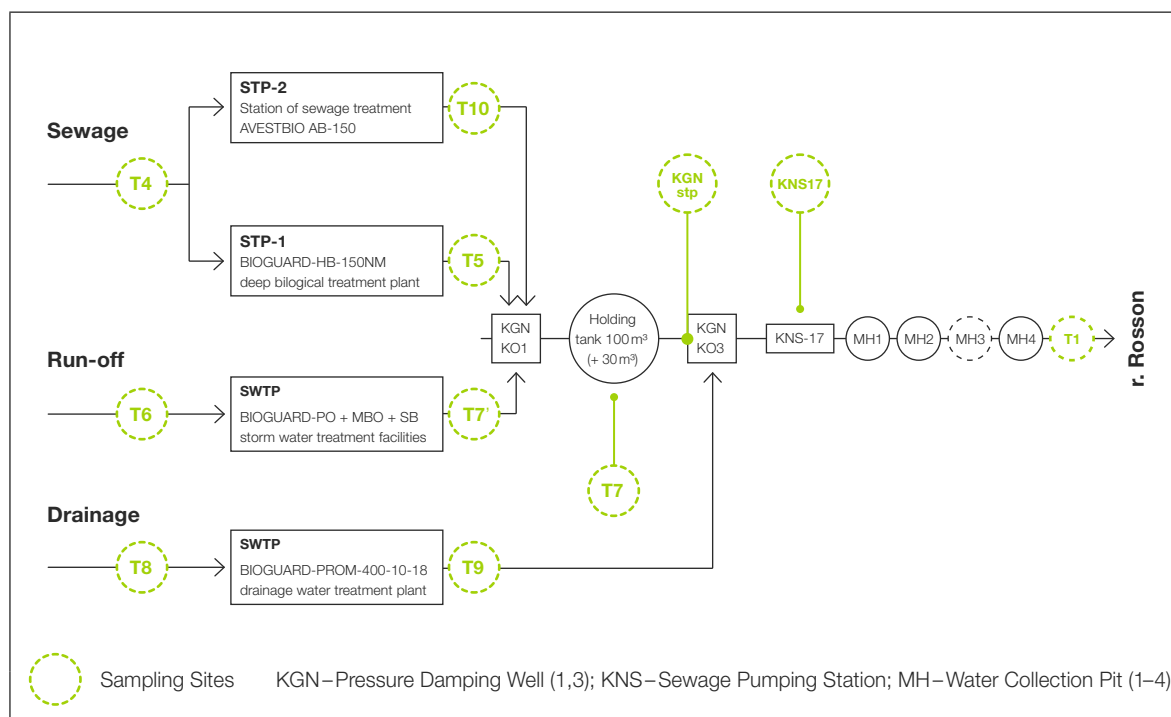 Sewage
T4
STP-2
Station of sewage treatment
AVESTBIO AB-150
T10
STP-1
BIOGUARD-HB-150NM
deep bilogical treatment plant
T5
Run-off
T6
SWTP
BIOGUARD-PO + MBO + SB
storm water treatment facilities
T7'
Drainage
T8
SWTP
BIOGUARD-PROM-400-10-18
drainage water treatment plant
T9
KGN
KO1
Holding
tank 100 m³
(+ 30 m³)
T7
KGN
stp
KGN
KO3
KNS17
KNS-17
MH1
MH2
MH3
MH4
T1
r. Rosson
Sampling Sites
KGN–Pressure Damping Well (1,3); KNS–Sewage Pumping Station; MH–Water Collection Pit (1–4)